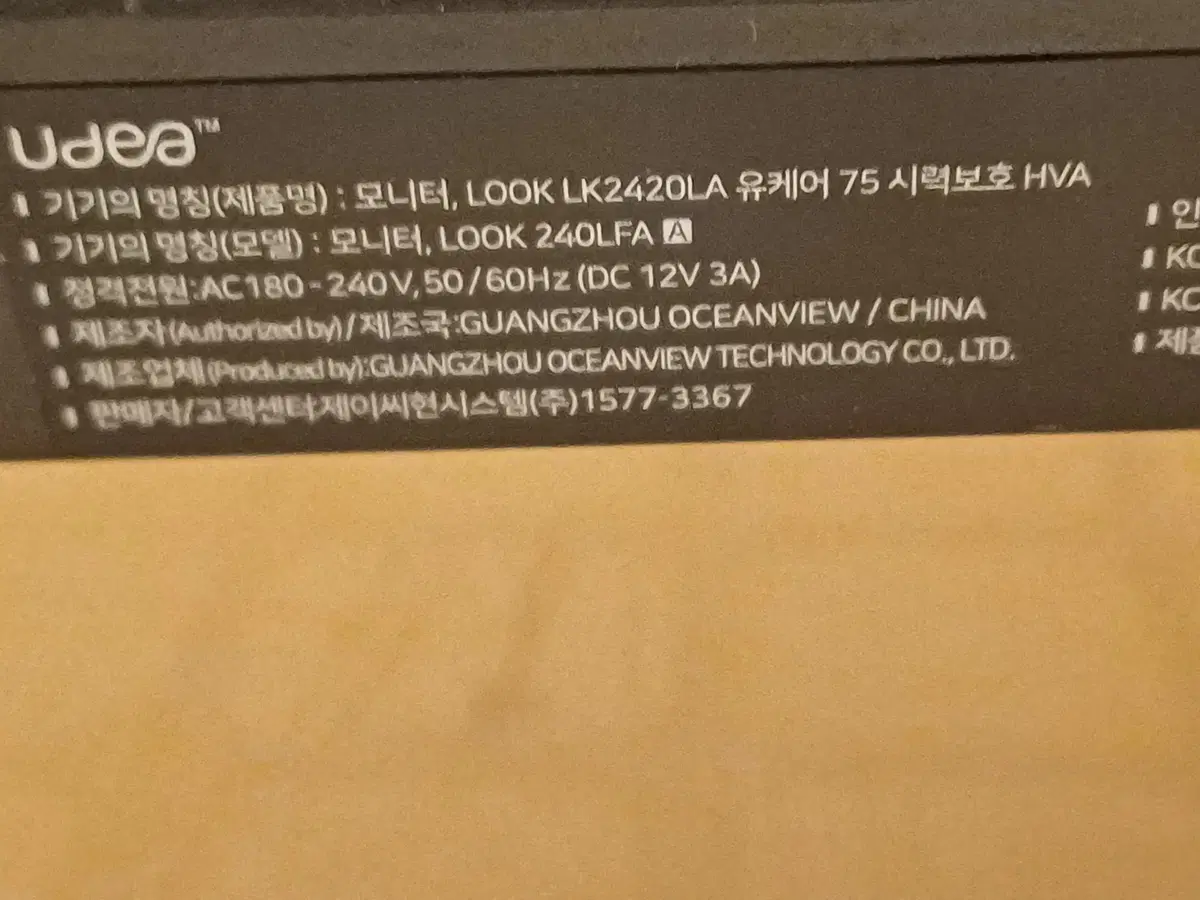 Udea™
기기의 명칭(제품명) : 모니터, LOOK LK2420LA 유케어 75 시력보호 HVA
기기의 명칭(모델) : 모니터, LOOK 240LFA A
정격전원:AC180-240V,50/60Hz (DC 12V 3A)
제조자(Authorized by)/제조국:GUANGZHOU OCEANVIEW / CHINA
제조업체(Produced by):GUANGZHOU OCEANVIEW TECHNOLOGY CO., LTD.
판매자/고객센터:제이씨현시스템(주)1577-3367
인
KC
KC